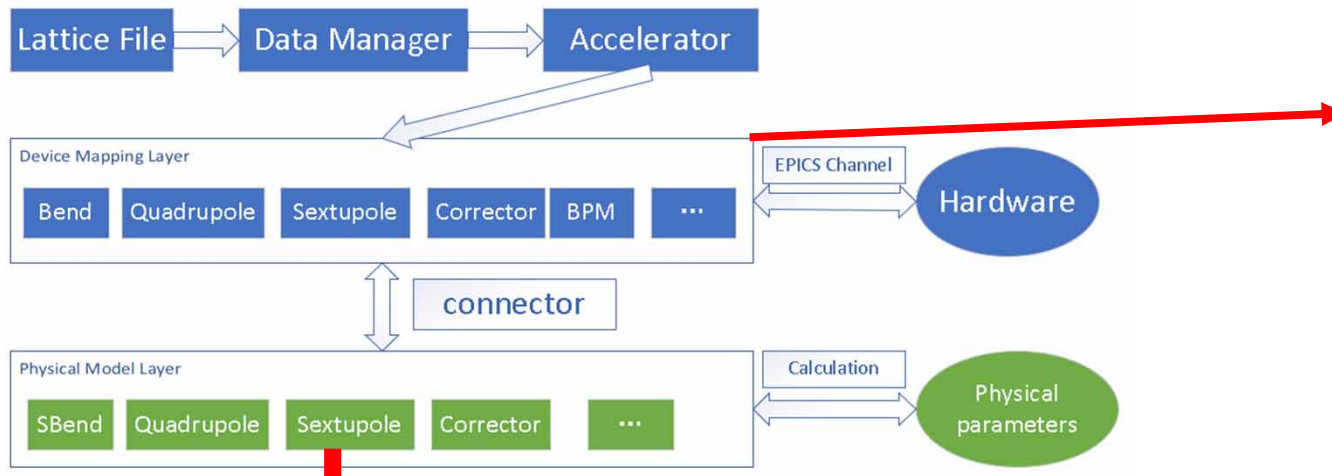 Lattice File
Data Manager
Accelerator
Device Mapping Layer
Bend
Quadrupole
Sextupole
Corrector
BPM
...
EPICS Channel
Hardware
connector
Physical Model Layer
SBend
Quadrupole
Sextupole
Corrector
...
Calculation
Physical
parameters